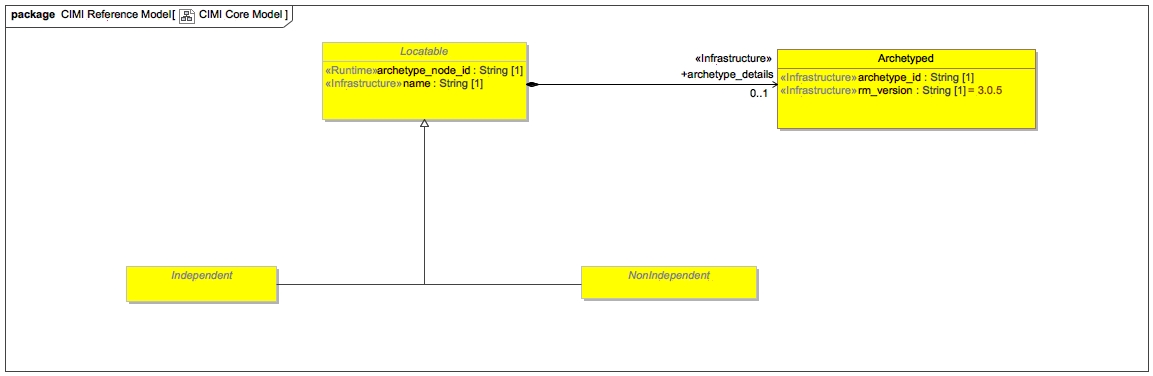 package CIMI Reference Model[ CIMI Core Model ]
Locatable
«Runtime»archetype_node_id : String [1]
«Infrastructure»name : String [1]
«Infrastructure»
+archetype_details
0..1
Archetyped
«Infrastructure»archetype_id : String [1]
«Infrastructure»rm_version : String [1] = 3.0.5
Independent
NonIndependent